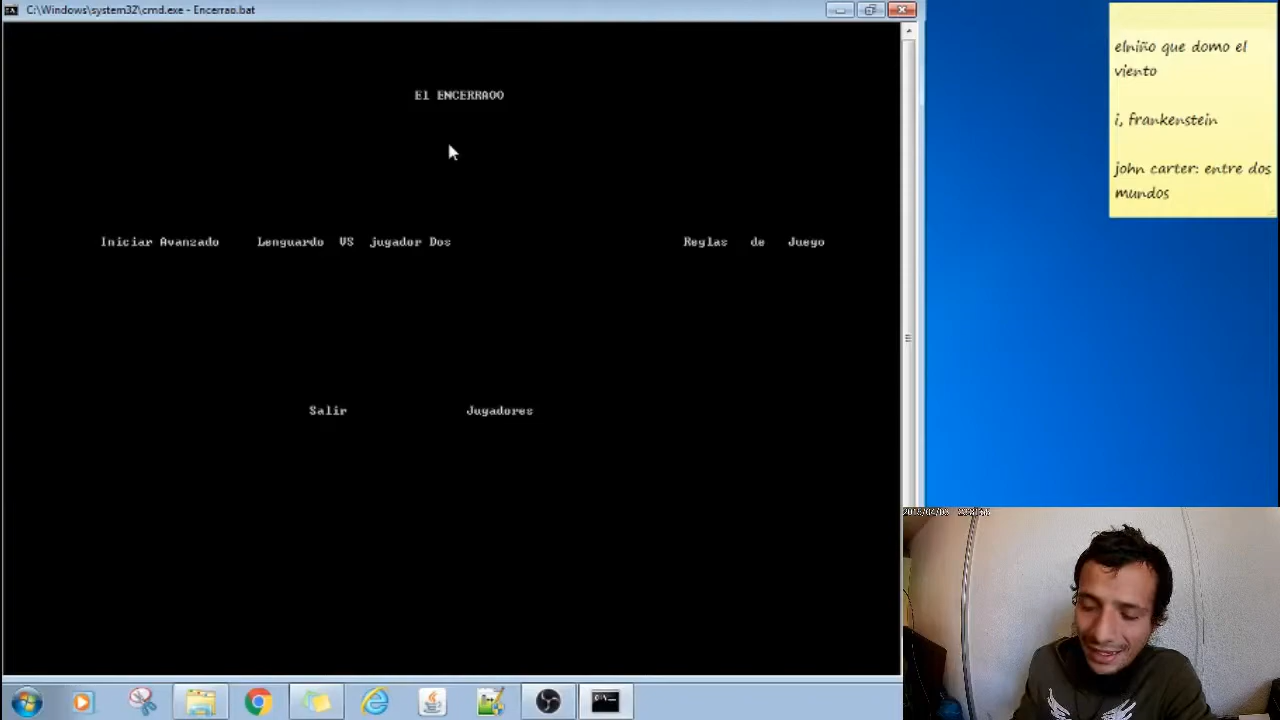 C:\Windows\system32\cmd.exe - Encerrao.bat
El ENCERRAOO
Iniciar Avanzado Lenguardo VS jugador Dos Reglas de Juego
Salir Jugadores
elniño que domo el
viento
i, frankenstein
john carter: entre dos
mundos